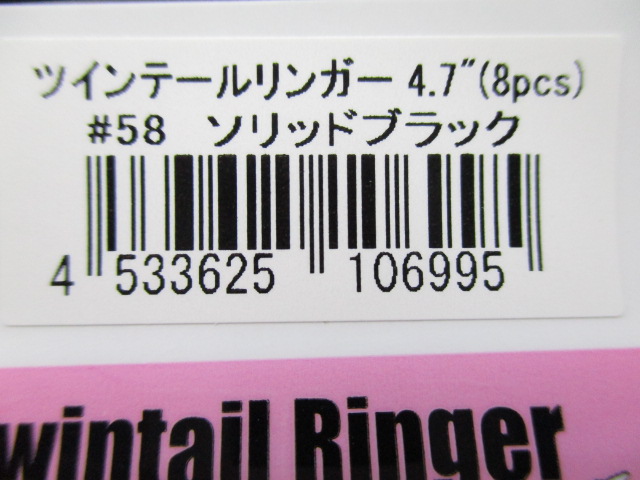 ツインテールリンガー 4.7″(8pcs)
#58　ソリッドブラック
4 533625 106995
wintail Ringer